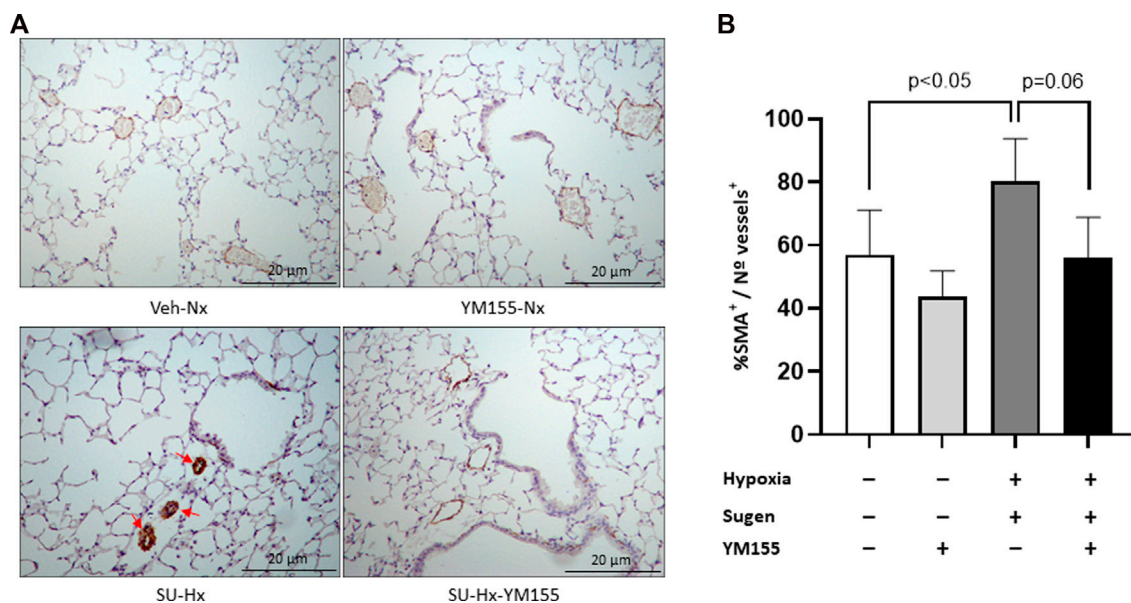 A
20 µm
20 µm
Veh-Nx
YM155-Nx
20 µm
20 µm
SU-Hx
SU-Hx-YM155
B
p<0.05
p=0.06
%SMA⁺ / Nº vessels⁺
100
80
60
40
20
0
Hypoxia − − + +
Sugen − − + +
YM155 − + − +